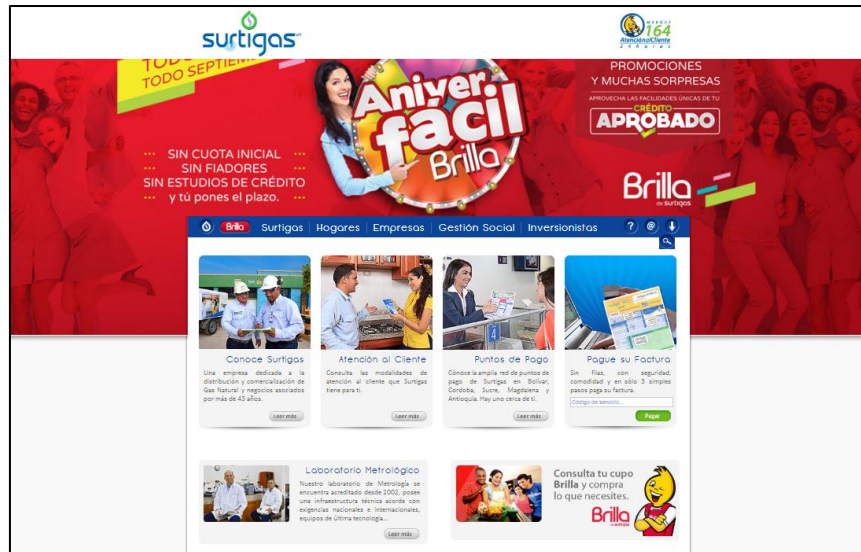 surtigas
MARQUE
164
Atención al Cliente
24 horas
TODO SEPTIEM
PROMOCIONES
Y MUCHAS SORPRESAS
APROVECHA LAS FACILIDADES ÚNICAS DE TU
CRÉDITO
APROBADO
Aniver
fácil
Brilla
SIN CUOTA INICIAL
SIN FIADORES
SIN ESTUDIOS DE CRÉDITO
y tú pones el plazo.
Brilla
de surtigas
Brilla Surtigas Hogares Empresas Gestión Social Inversionistas ? @
Conoce Surtigas
Una empresa dedicada a la
distribución y comercialización de
Gas Natural y negocios asociados
por más de 43 años.
Leer más
Atención al Cliente
Consulta las modalidades de
atención al cliente que Surtigas
tiene para ti.
Leer más
4
Puntos de Pago
Cónoce la amplia red de puntos de
pago de Surtigas en Bolívar,
Cordoba, Sucre, Magdalena y
Antioquia. Hay uno cerca de ti.
Leer más
Pague su Factura
Sin filas, con seguridad,
comodidad y en sólo 3 simples
pasos paga su factura.
Código de servicio...
Pagar
Laboratorio Metrológico
Nuestro laboratorio de Metrología se
encuentra acreditado desde 2002, posee
una infraestructura técnica acorde con
exigencias nacionales e internacionales,
equipos de última tecnología...
Leer más
Consulta tu cupo
Brilla y compra
lo que necesites.
Brilla